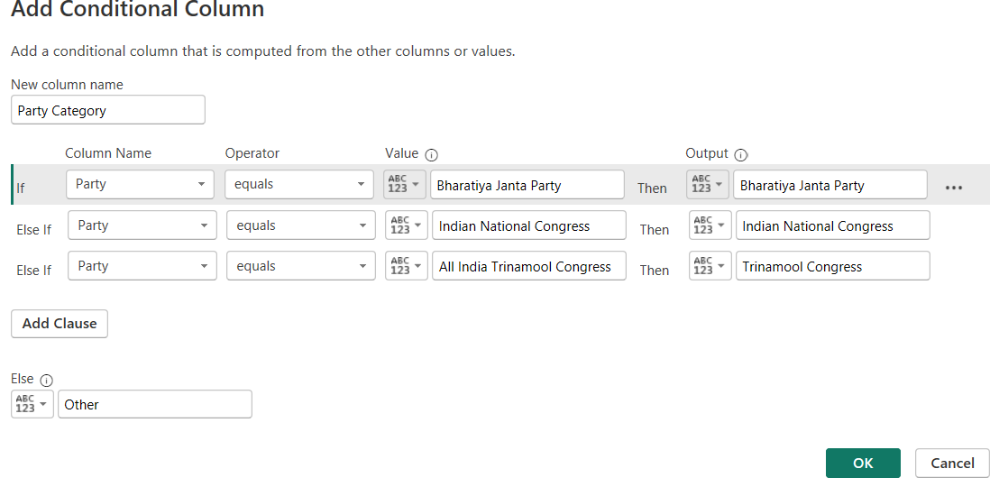 Add Conditional Column
Add a conditional column that is computed from the other columns or values.
New column name
Party Category
Column Name Operator Value Output
If Party equals ABC 123 Bharatiya Janta Party Then ABC 123 Bharatiya Janta Party ...
Else If Party equals ABC 123 Indian National Congress Then ABC 123 Indian National Congress
Else If Party equals ABC 123 All India Trinamool Congress Then ABC 123 Trinamool Congress
Add Clause
Else
ABC 123 Other
OK Cancel